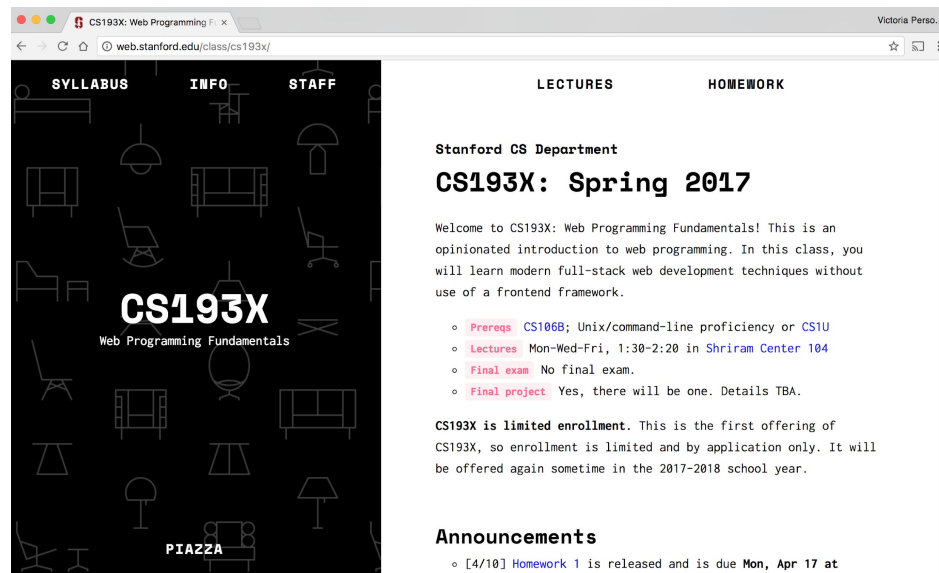 CS193X: Web Programming Fu
Victoria Perso...
web.stanford.edu/class/cs193x/
SYLLABUS INFO STAFF
CS193X
Web Programming Fundamentals
PIAZZA
LECTURES HOMEWORK
Stanford CS Department
CS193X: Spring 2017
Welcome to CS193X: Web Programming Fundamentals! This is an
opinionated introduction to web programming. In this class, you
will learn modern full-stack web development techniques without
use of a frontend framework.
Prereqs CS106B; Unix/command-line proficiency or CS1U
Lectures Mon-Wed-Fri, 1:30-2:20 in Shriram Center 104
Final exam No final exam.
Final project Yes, there will be one. Details TBA.
CS193X is limited enrollment. This is the first offering of
CS193X, so enrollment is limited and by application only. It will
be offered again sometime in the 2017-2018 school year.
Announcements
[4/10] Homework 1 is released and is due Mon, Apr 17 at